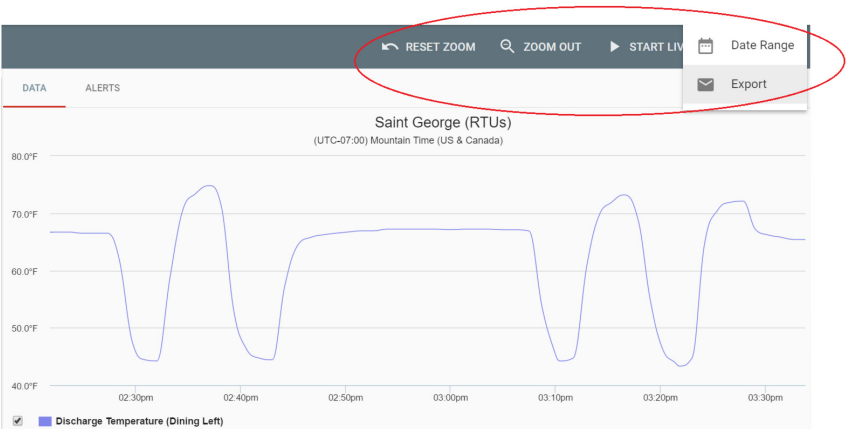 RESET ZOOM ZOOM OUT START LIV Date Range
Export
DATA ALERTS
Saint George (RTUs)
(UTC-07:00) Mountain Time (US & Canada)
80.0°F
70.0°F
60.0°F
50.0°F
40.0°F
02:30pm 02:40pm 02:50pm 03:00pm 03:10pm 03:20pm 03:30pm
Discharge Temperature (Dining Left)